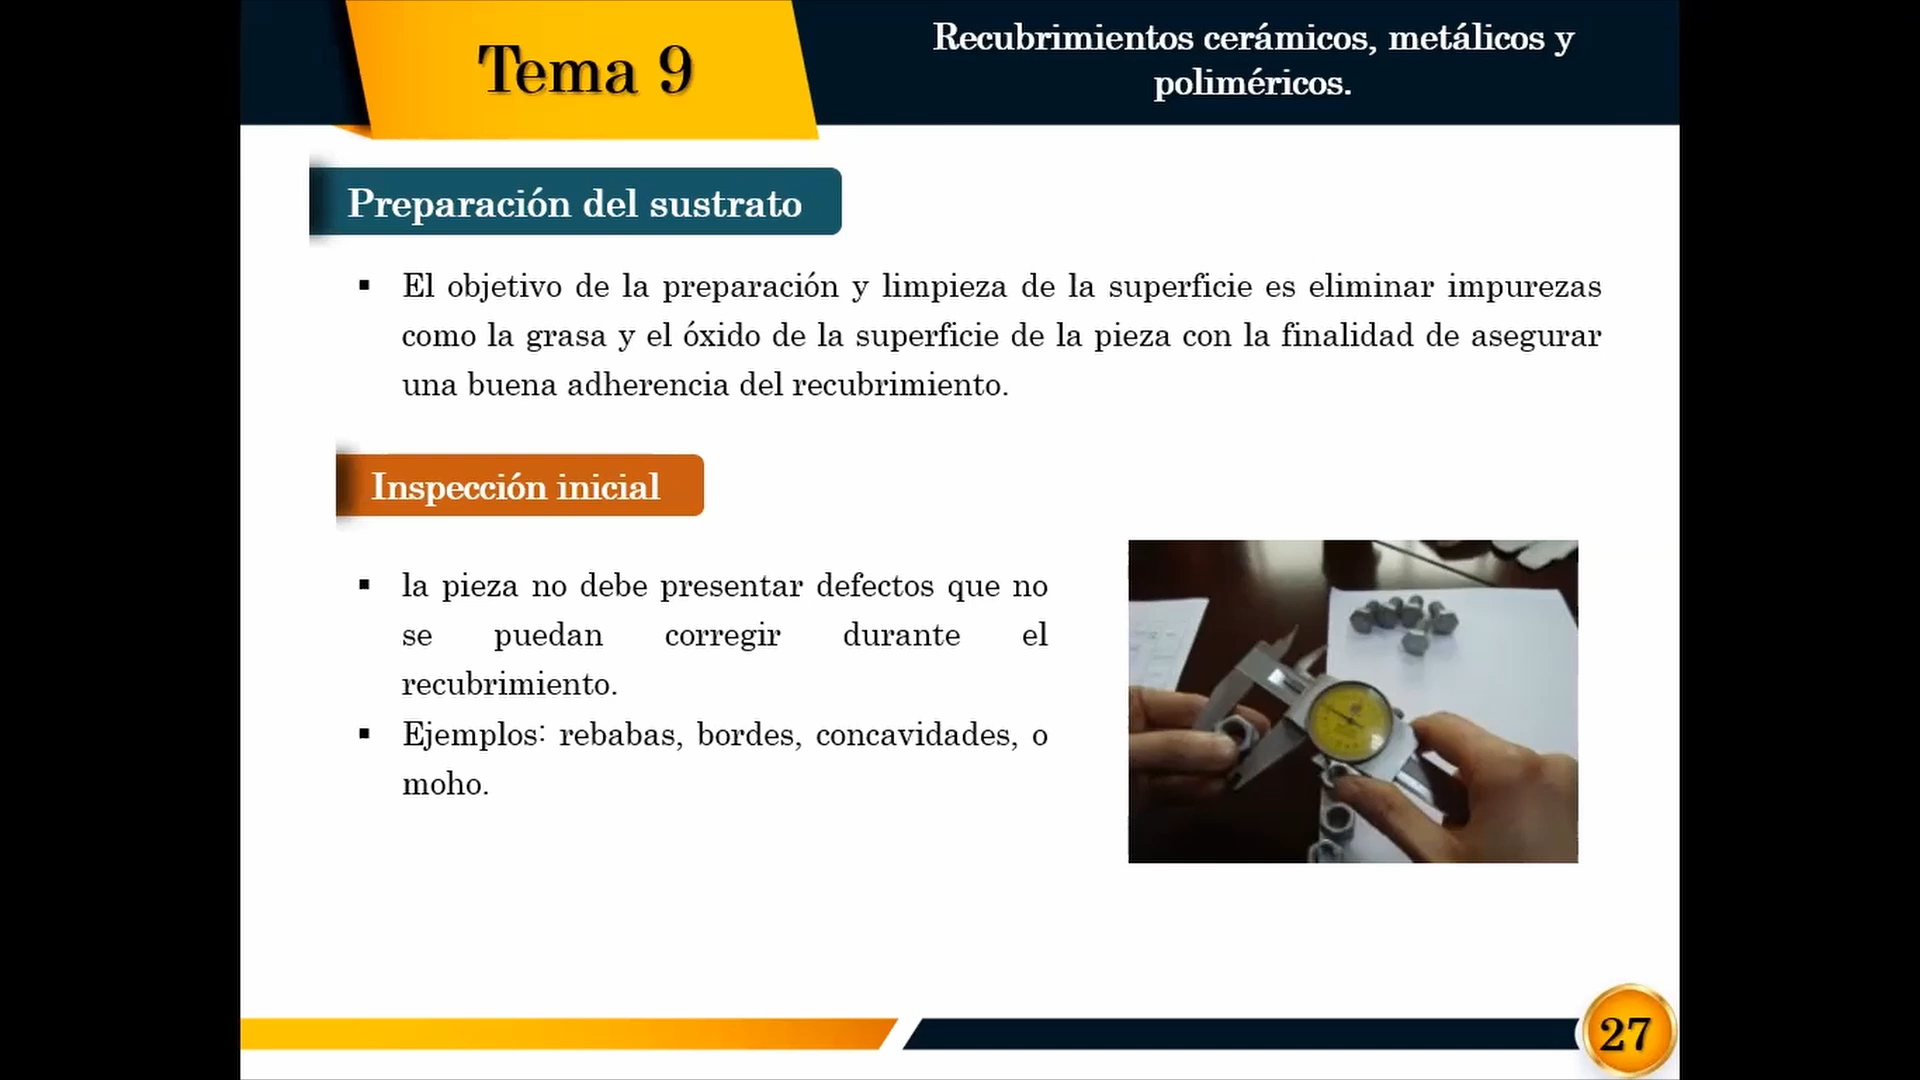 Tema 9
Recubrimientos cerámicos, metálicos y
poliméricos.
Preparación del sustrato
▪ El objetivo de la preparación y limpieza de la superficie es eliminar impurezas
como la grasa y el óxido de la superficie de la pieza con la finalidad de asegurar
una buena adherencia del recubrimiento.
Inspección inicial
▪ la pieza no debe presentar defectos que no
se puedan corregir durante el
recubrimiento.
▪ Ejemplos: rebabas, bordes, concavidades, o
moho.
27